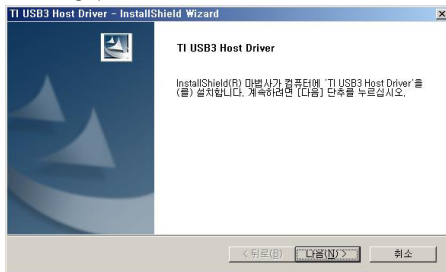 TI USB3 Host Driver - InstallShield Wizard
TI USB3 Host Driver
InstallShield(R) 마법사가 컴퓨터에 'TI USB3 Host Driver'을
(를) 설치합니다. 계속하려면 [다음] 단추를 누르십시오.
< 뒤로(B) 다음(N) > 취소